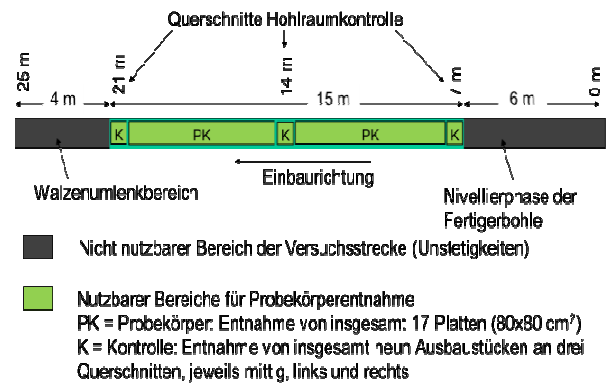 Querschnitte Hohlraumkontrolle
25 m
21 m
14 m
7 m
0 m
4 m
15 m
6 m
K
PK
K
PK
K
Einbaurichtung
Walzenumlenkbereich
Nivellierphase der
Fertigerbohle
Nicht nutzbarer Bereich der Versuchsstrecke (Unstetigkeiten)
Nutzbarer Bereiche für Probekörperentnahme
PK = Probekörper: Entnahme von insgesamt 17 Platten (80x80 cm²)
K = Kontrolle: Entnahme von insgesamt neun Ausbaustücken an drei
Querschnitten, jeweils mittig, links und rechts